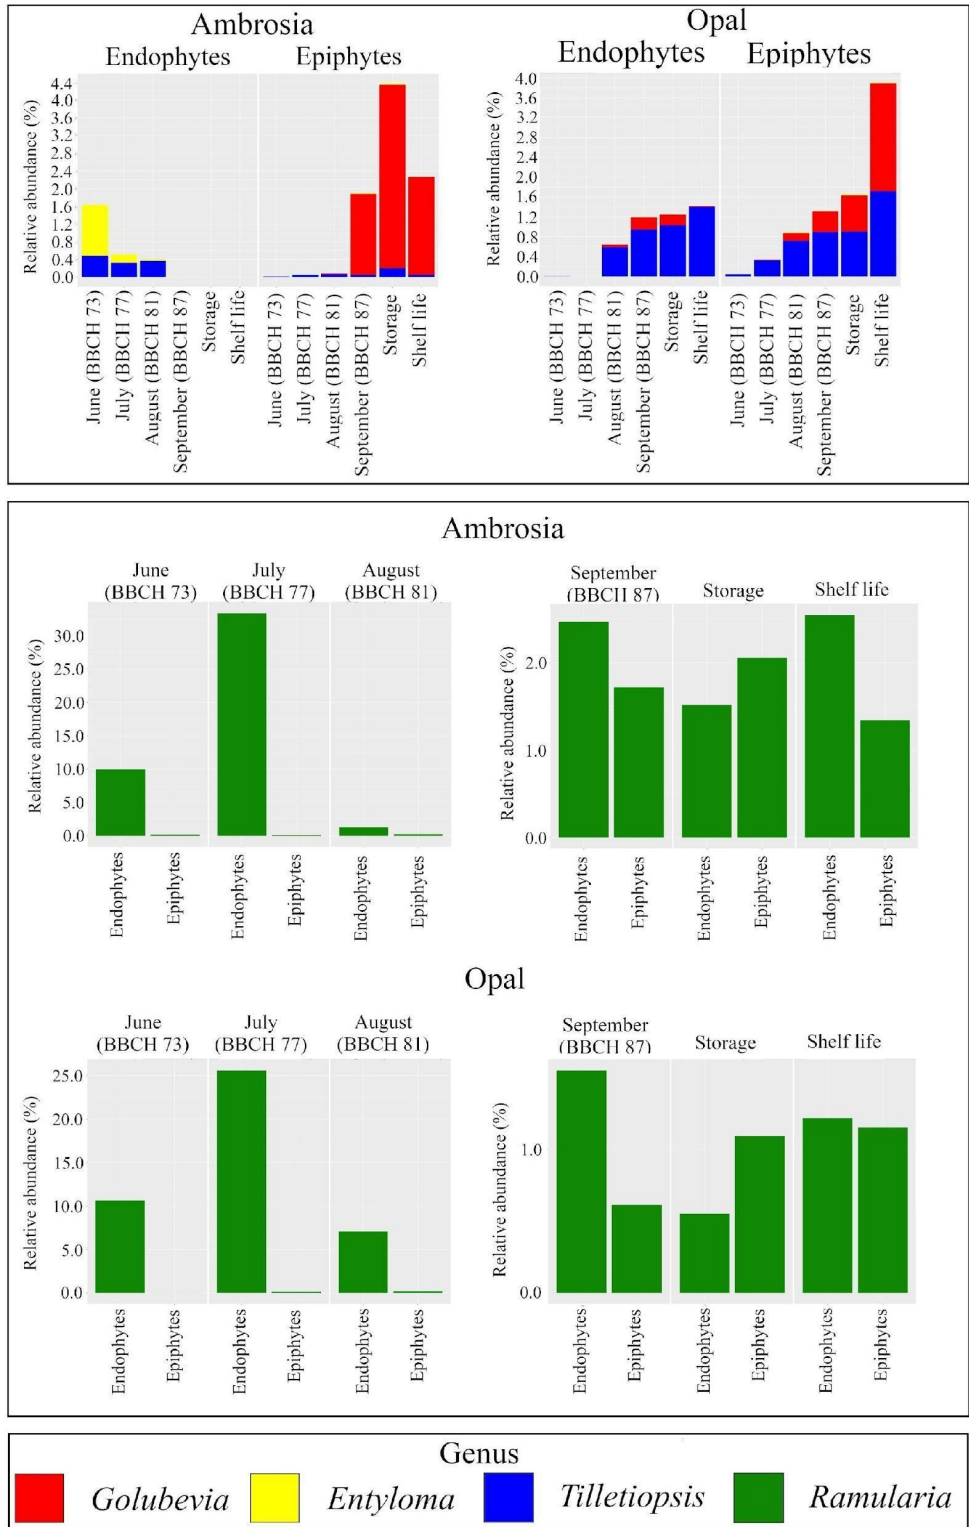 Ambrosia
Endophytes Epiphytes
Relative abundance (%)
4.4
4.0
3.6
3.2
2.8
2.4
2.0
1.6
1.2
0.8
0.4
0.0
June (BBCH 73)
July (BBCH 77)
August (BBCH 81)
September (BBCH 87)
Storage
Shelf life
June (BBCH 73)
July (BBCH 77)
August (BBCH 81)
September (BBCH 87)
Storage
Shelf life
Opal
Endophytes Epiphytes
Relative abundance (%)
4.0
3.6
3.2
2.8
2.4
2.0
1.6
1.2
0.8
0.4
0.0
June (BBCH 73)
July (BBCH 77)
August (BBCH 81)
September (BBCH 87)
Storage
Shelf life
June (BBCH 73)
July (BBCH 77)
August (BBCH 81)
September (BBCH 87)
Storage
Shelf life
Ambrosia
June
(BBCH 73)
July
(BBCH 77)
August
(BBCH 81)
Relative abundance (%)
30.0
25.0
20.0
15.0
10.0
5.0
0.0
Endophytes
Epiphytes
Endophytes
Epiphytes
Endophytes
Epiphytes
September
(BBCH 87)
Storage
Shelf life
Relative abundance (%)
2.0
1.0
0.0
Endophytes
Epiphytes
Endophytes
Epiphytes
Endophytes
Epiphytes
Opal
June
(BBCH 73)
July
(BBCH 77)
August
(BBCH 81)
Relative abundance (%)
25.0
20.0
15.0
10.0
5.0
0.0
Endophytes
Epiphytes
Endophytes
Epiphytes
Endophytes
Epiphytes
September
(BBCH 87)
Storage
Shelf life
Relative abundance (%)
1.0
0.0
Endophytes
Epiphytes
Endophytes
Epiphytes
Endophytes
Epiphytes
Genus
Golubevia Entyloma Tilletiopsis Ramularia